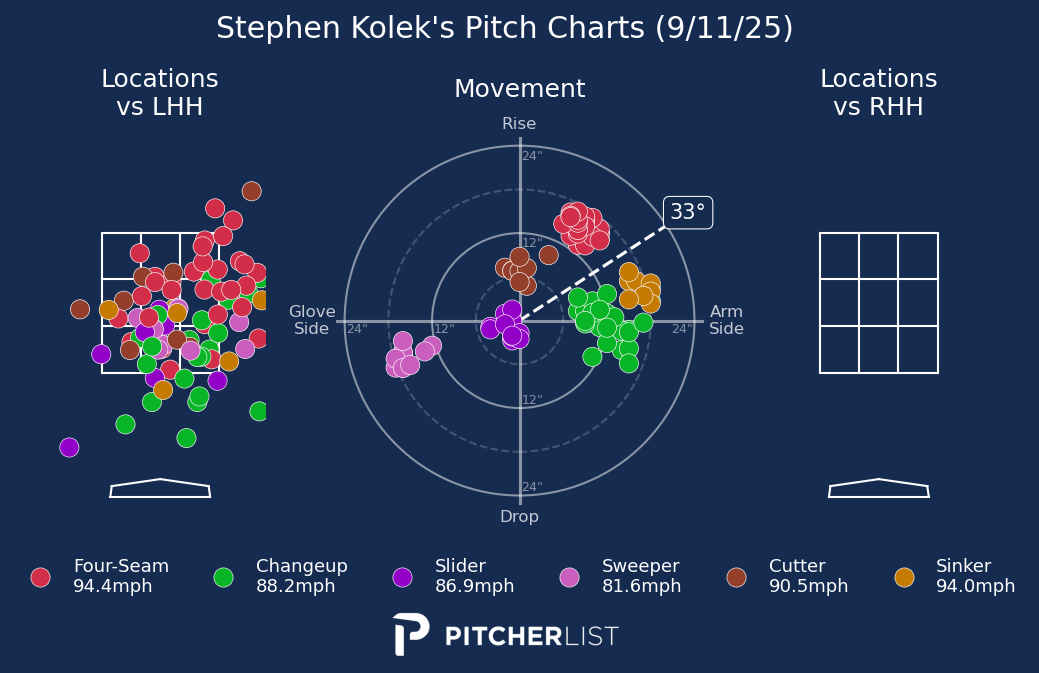 Stephen Kolek's Pitch Charts (9/11/25)
Locations
vs LHH
Movement
Locations
vs RHH
Rise
24"
33°
12"
Glove
Side
24"
12"
24"
Arm
Side
12"
24"
Drop
Four-Seam
94.4mph
Changeup
88.2mph
Slider
86.9mph
Sweeper
81.6mph
Cutter
90.5mph
Sinker
94.0mph
PITCHERLIST